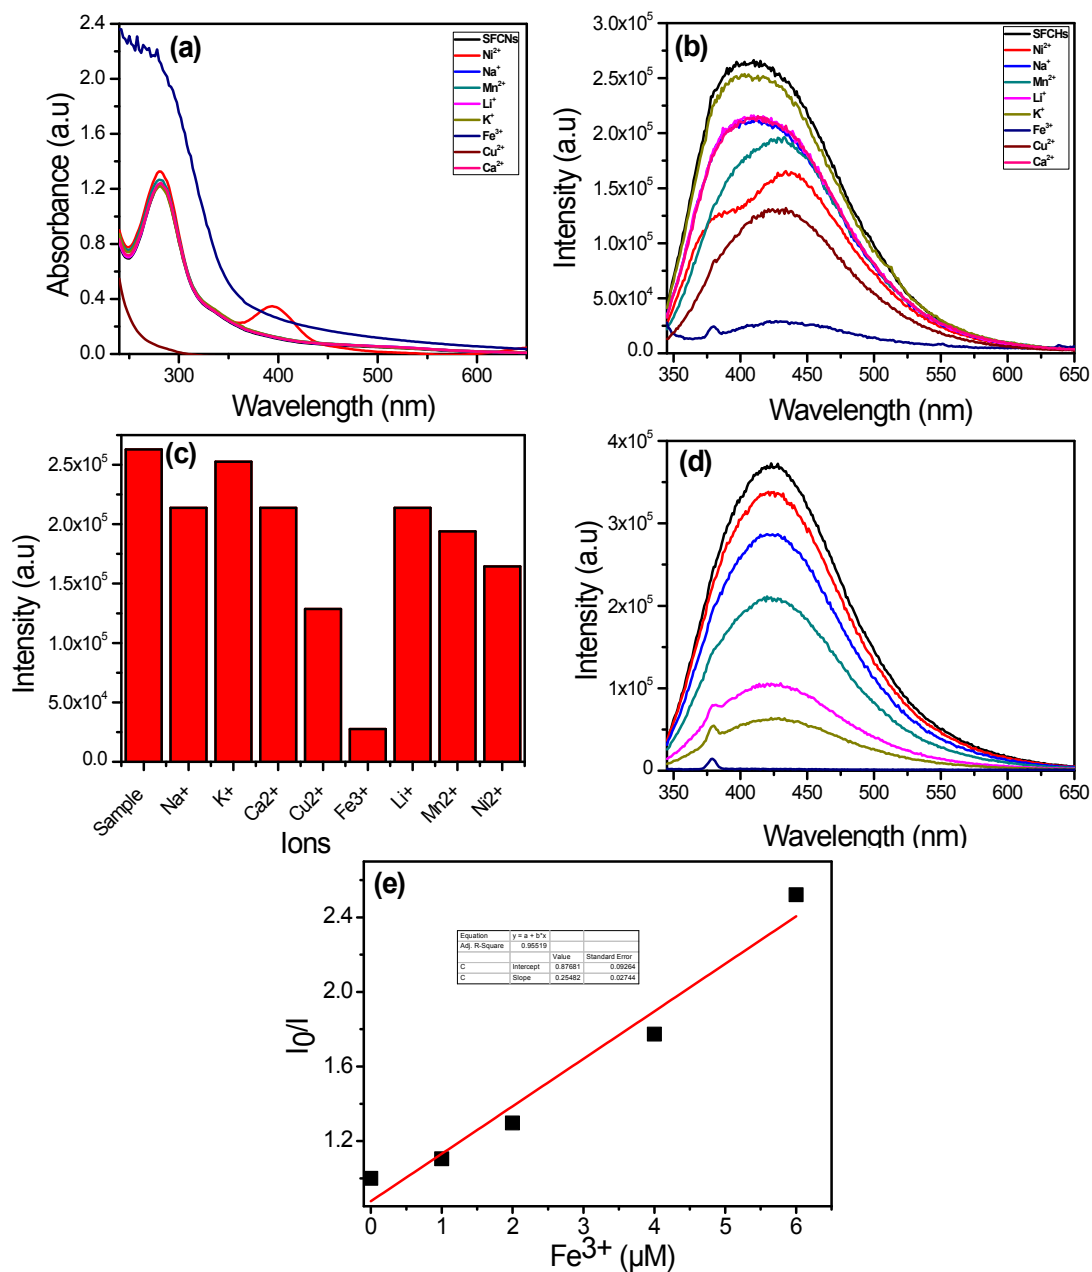 (a)
Absorbance (a.u)
2.4
2.0
1.6
1.2
0.8
0.4
0.0
300
400
500
600
Wavelength (nm)
SFCNs
Ni2+
Na+
Mn2+
Li+
K+
Fe3+
Cu2+
Ca2+
(b)
Intensity (a.u)
3.0x10^5
2.5x10^5
2.0x10^5
1.5x10^5
1.0x10^5
5.0x10^4
0.0
345 400 450 500 550 600 650
Wavelength (nm)
SFCHs
Ni2+
Na+
Mn2+
Li+
K+
Fe3+
Cu2+
Ca2+
(c)
Intensity (a.u)
2.5x10^5
2.0x10^5
1.5x10^5
1.0x10^5
5.0x10^4
0.0
Sample
Na+
K+
Ca2+
Cu2+
Fe3+
Li+
Mn2+
Ni2+
Ions
(d)
Intensity (a.u)
4x10^5
3x10^5
2x10^5
1x10^5
0
345 400 450 500 550 600 650
Wavelength (nm)
(e)
I0/I
2.4
2.0
1.6
1.2
0 1 2 3 4 5 6
Fe3+ (µM)
Equation y = a + b*x
Adj. R-Square 0.95519
Value Standard Error
C Intercept 0.87681 0.09264
C Slope 0.25482 0.02744